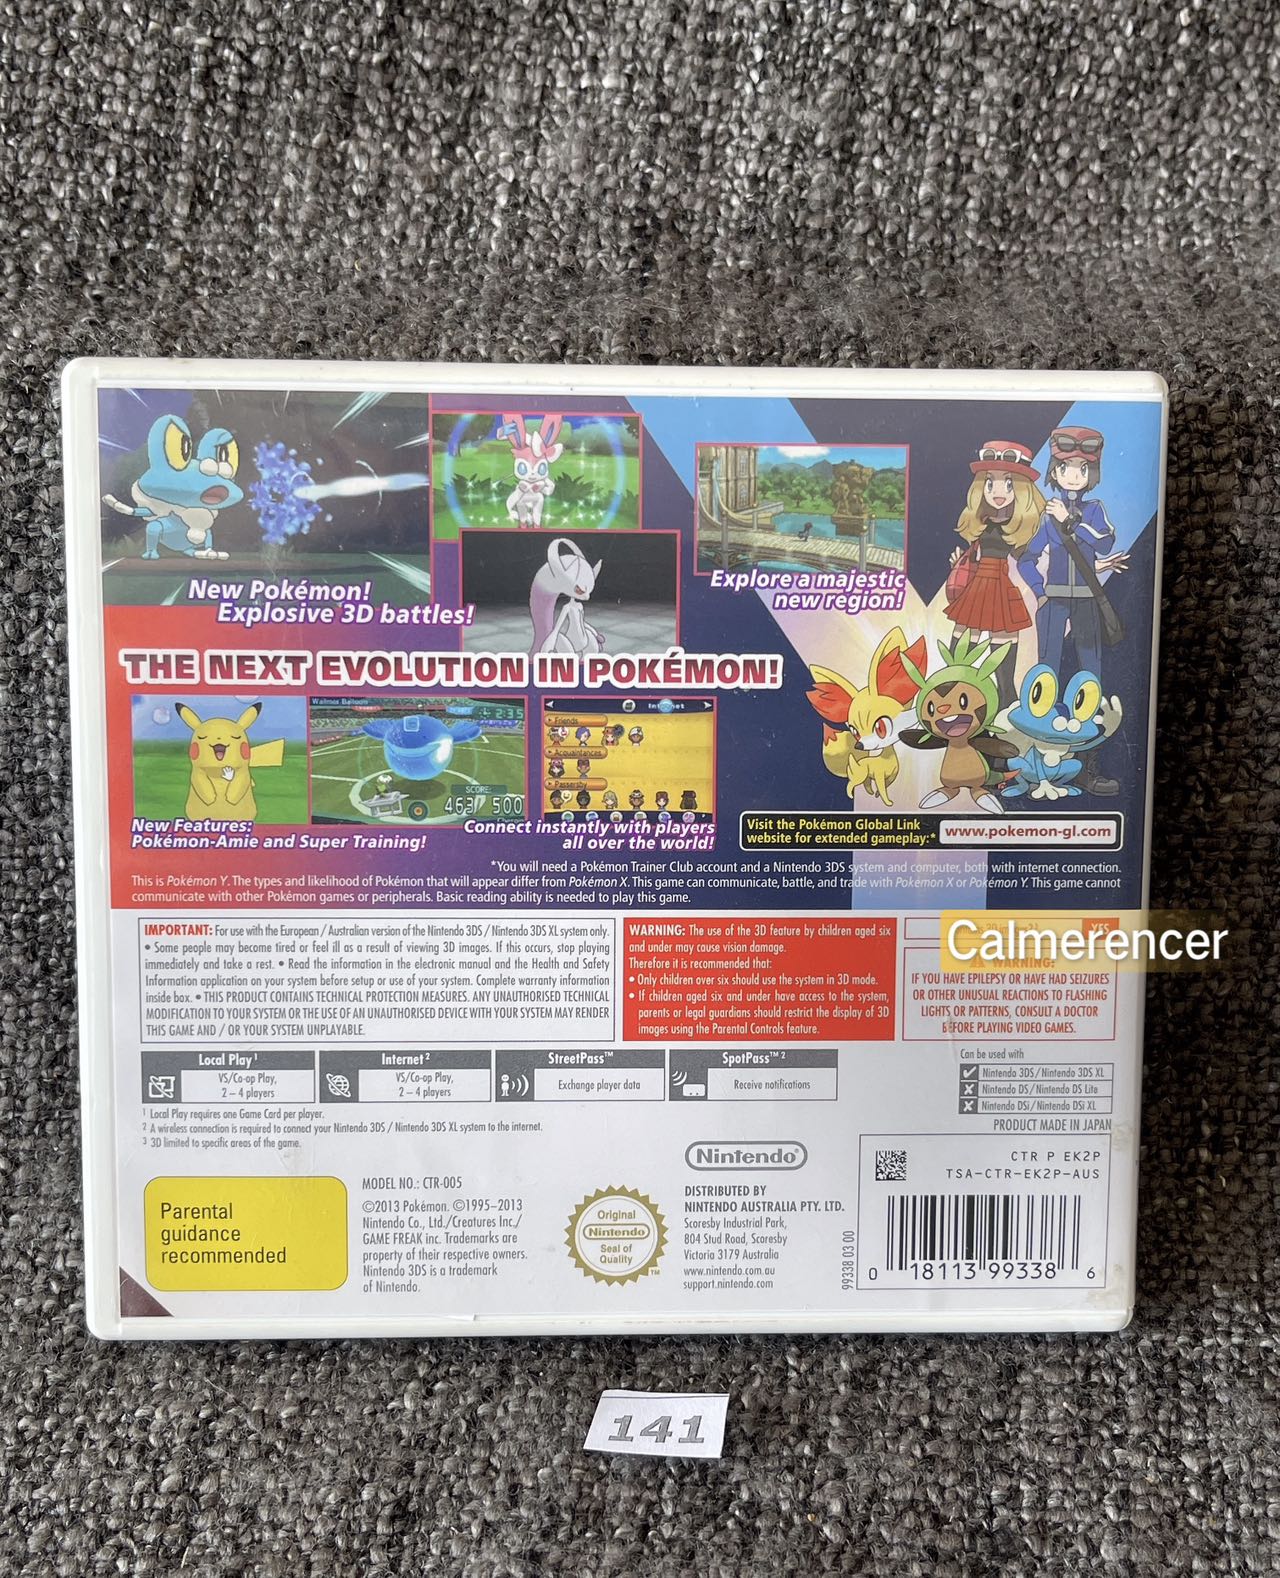 New Pokémon!
Explosive 3D battles!
Explore a majestic
new region!
THE NEXT EVOLUTION IN POKÉMON!
Wailmer Balloon
2:35
SCORE:
463/ 500
Internet
Friends
Acquaintances
Passersby
New Features:
Pokémon-Amie and Super Training!
Connect instantly with players
all over the world!
Visit the Pokémon Global Link
website for extended gameplay:*
www.pokemon-gl.com
*You will need a Pokémon Trainer Club account and a Nintendo 3DS system and computer, both with internet connection.
This is Pokémon Y. The types and likelihood of Pokémon that will appear differ from Pokémon X. This game can communicate, battle, and trade with Pokémon X or Pokémon Y. This game cannot
communicate with other Pokémon games or peripherals. Basic reading ability is needed to play this game.
IMPORTANT: For use with the European / Australian version of the Nintendo 3DS / Nintendo 3DS XL system only.
• Some people may become tired or feel ill as a result of viewing 3D images. If this occurs, stop playing
immediately and take a rest. • Read the information in the electronic manual and the Health and Safety
Information application on your system before setup or use of your system. Complete warranty information
inside box. • THIS PRODUCT CONTAINS TECHNICAL PROTECTION MEASURES. ANY UNAUTHORISED TECHNICAL
MODIFICATION TO YOUR SYSTEM OR THE USE OF AN UNAUTHORISED DEVICE WITH YOUR SYSTEM MAY RENDER
THIS GAME AND / OR YOUR SYSTEM UNPLAYABLE.
WARNING: The use of the 3D feature by children aged six
and under may cause vision damage.
Therefore it is recommended that:
• Only children over six should use the system in 3D mode.
• If children aged six and under have access to the system,
parents or legal guardians should restrict the display of 3D
images using the Parental Controls feature.
YES
Calmerencer
WARNING:
IF YOU HAVE EPILEPSY OR HAVE HAD SEIZURES
OR OTHER UNUSUAL REACTIONS TO FLASHING
LIGHTS OR PATTERNS, CONSULT A DOCTOR
BEFORE PLAYING VIDEO GAMES.
Local Play 1
VS/Co-op Play,
2 – 4 players
Internet 2
VS/Co-op Play,
2 – 4 players
StreetPass™
Exchange player data
SpotPass™ 2
Receive notifications
Can be used with
Nintendo 3DS / Nintendo 3DS XL
Nintendo DS / Nintendo DS Lite
Nintendo DSi / Nintendo DSi XL
PRODUCT MADE IN JAPAN
1 Local Play requires one Game Card per player.
2 A wireless connection is required to connect your Nintendo 3DS / Nintendo 3DS XL system to the internet.
3 3D limited to specific areas of the game.
Parental
guidance
recommended
MODEL NO.: CTR-005
©2013 Pokémon. ©1995–2013
Nintendo Co., Ltd./Creatures Inc./
GAME FREAK inc. Trademarks are
property of their respective owners.
Nintendo 3DS is a trademark
of Nintendo.
Original
Nintendo
Seal of
Quality
TM
Nintendo®
DISTRIBUTED BY
NINTENDO AUSTRALIA PTY. LTD.
Scoresby Industrial Park,
804 Stud Road, Scoresby
Victoria 3179 Australia
www.nintendo.com.au
support.nintendo.com
99338 03 00
CTR P EK2P
TSA-CTR-EK2P-AUS
0 18113 99338 6
141